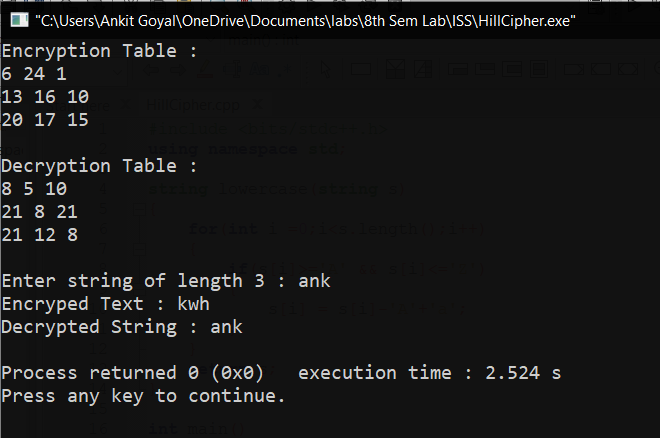 "C:\Users\Ankit Goyal\OneDrive\Documents\labs\8th Sem Lab\ISS\HillCipher.exe"
Encryption Table :
6 24 1
13 16 10
20 17 15
Decryption Table :
8 5 10
21 8 21
21 12 8
Enter string of length 3 : ank
Encryped Text : kwh
Decrypted String : ank
Process returned 0 (0x0)   execution time : 2.524 s
Press any key to continue.